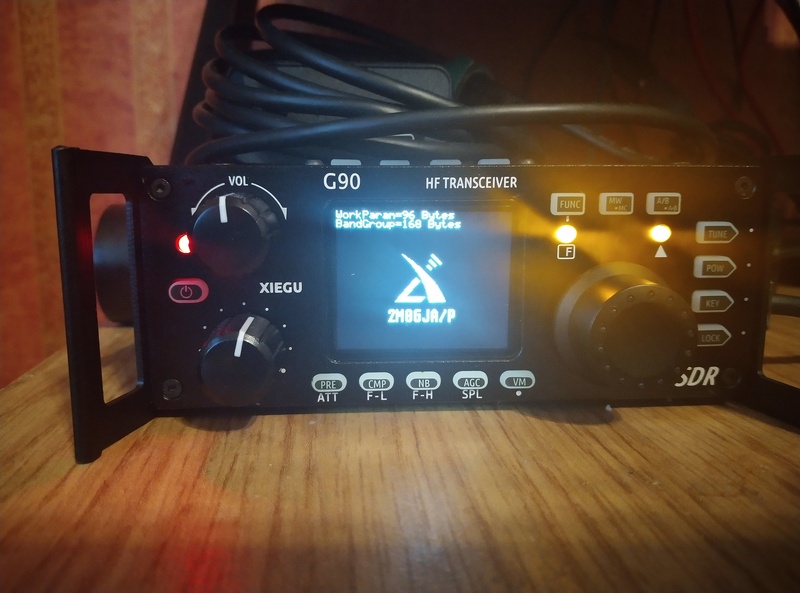 VOL
G90
HF TRANSCEIVER
FUNC
MW
A/B
WorkParam=96 Bytes
BandGroup=168 Bytes
F
TUNE
POW
KEY
LOCK
XIEGU
2M0GJA/P
SDR
PRE
CMP
NB
AGC
VM
ATT
F-L
F-H
SPL